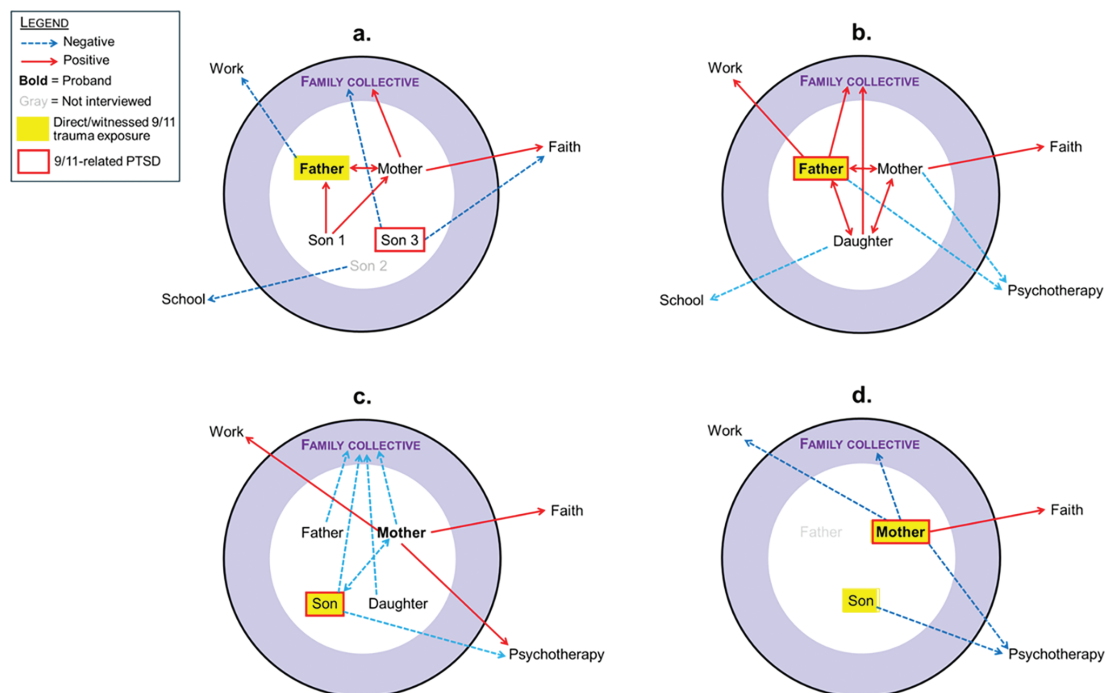 LEGEND
Negative
Positive
Bold = Proband
Gray = Not interviewed
Direct/witnessed 9/11
trauma exposure
9/11-related PTSD
a.
Work
FAMILY COLLECTIVE
Faith
Father
Mother
Son 1
Son 3
Son 2
School
b.
Work
FAMILY COLLECTIVE
Faith
Father
Mother
Daughter
School
Psychotherapy
c.
Work
FAMILY COLLECTIVE
Faith
Father
Mother
Son
Daughter
Psychotherapy
d.
Work
FAMILY COLLECTIVE
Faith
Father
Mother
Son
Psychotherapy